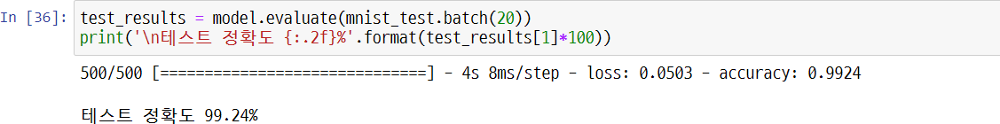 In [36]: test_results = model.evaluate(mnist_test.batch(20))
print('\n테스트 정확도 {:.2f}%'.format(test_results[1]*100))
500/500 [==============================] - 4s 8ms/step - loss: 0.0503 - accuracy: 0.9924
테스트 정확도 99.24%